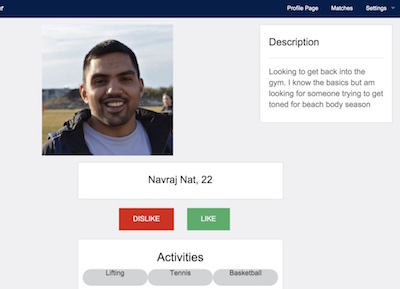 Profile Page Matches Settings
Description
Looking to get back into the
gym. I know the basics but am
looking for someone trying to get
toned for beach body season
Navraj Nat, 22
DISLIKE LIKE
Activities
Lifting Tennis Basketball